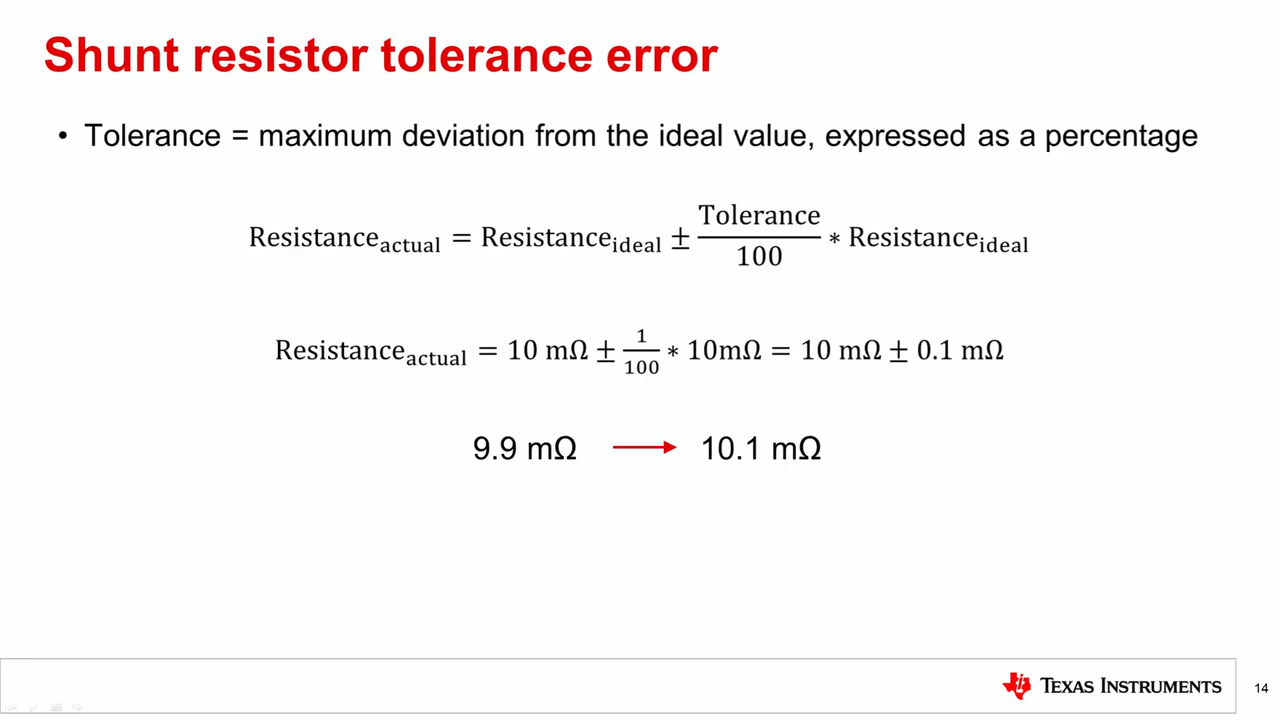 Shunt resistor tolerance error
• Tolerance = maximum deviation from the ideal value, expressed as a percentage
Resistance_actual = Resistance_ideal ± Tolerance/100 * Resistance_ideal
Resistance_actual = 10 mΩ ± 1/100 * 10mΩ = 10 mΩ ± 0.1 mΩ
9.9 mΩ → 10.1 mΩ
TEXAS INSTRUMENTS
14